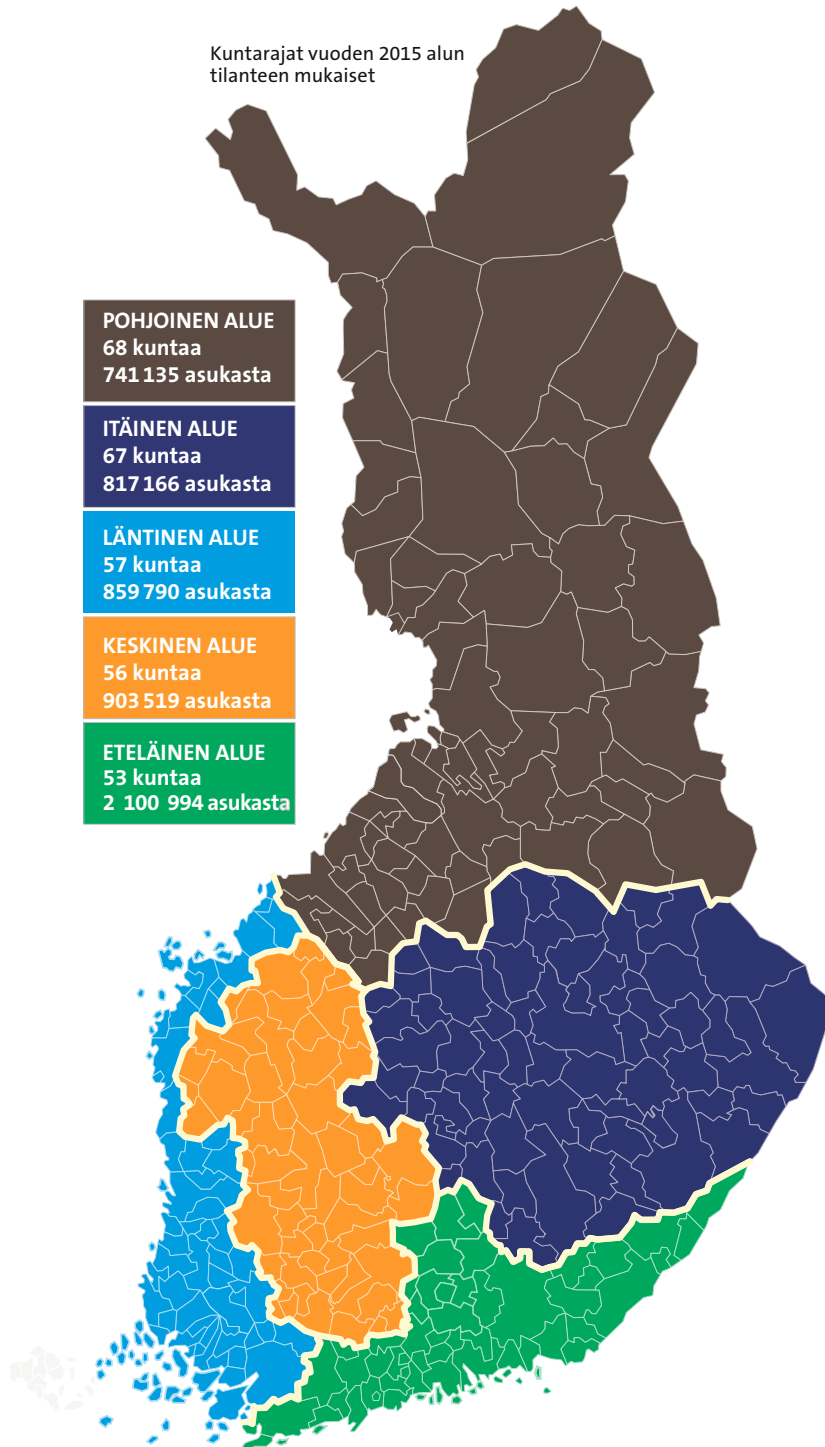 Kuntarajat vuoden 2015 alun
tilanteen mukaiset
POHJOINEN ALUE
68 kuntaa
741 135 asukasta
ITÄINEN ALUE
67 kuntaa
817 166 asukasta
LÄNTINEN ALUE
57 kuntaa
859 790 asukasta
KESKINEN ALUE
56 kuntaa
903 519 asukasta
ETELÄINEN ALUE
53 kuntaa
2 100 994 asukasta